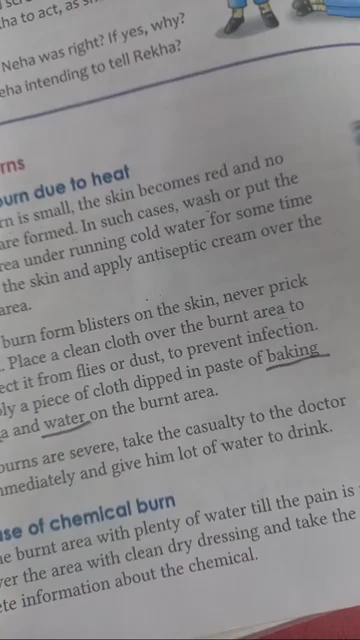 ha to act, as
Neha was right? If yes, why?
eha intending to tell Rekha?
rns
burn due to heat
rn is small, the skin becomes red and no
are formed. In such cases, wash or put the
rea under running cold water for some time
the skin and apply antiseptic cream over the
area.
burn form blisters on the skin, never prick
. Place a clean cloth over the burnt area to
ect it from flies or dust, to prevent infection.
ly a piece of cloth dipped in paste of baking
a and water on the burnt area.
burns are severe, take the casualty to the doctor
mmediately and give him lot of water to drink.
se of chemical burn
e burnt area with plenty of water till the pain is
ver the area with clean dry dressing and take the
ete information about the chemical.